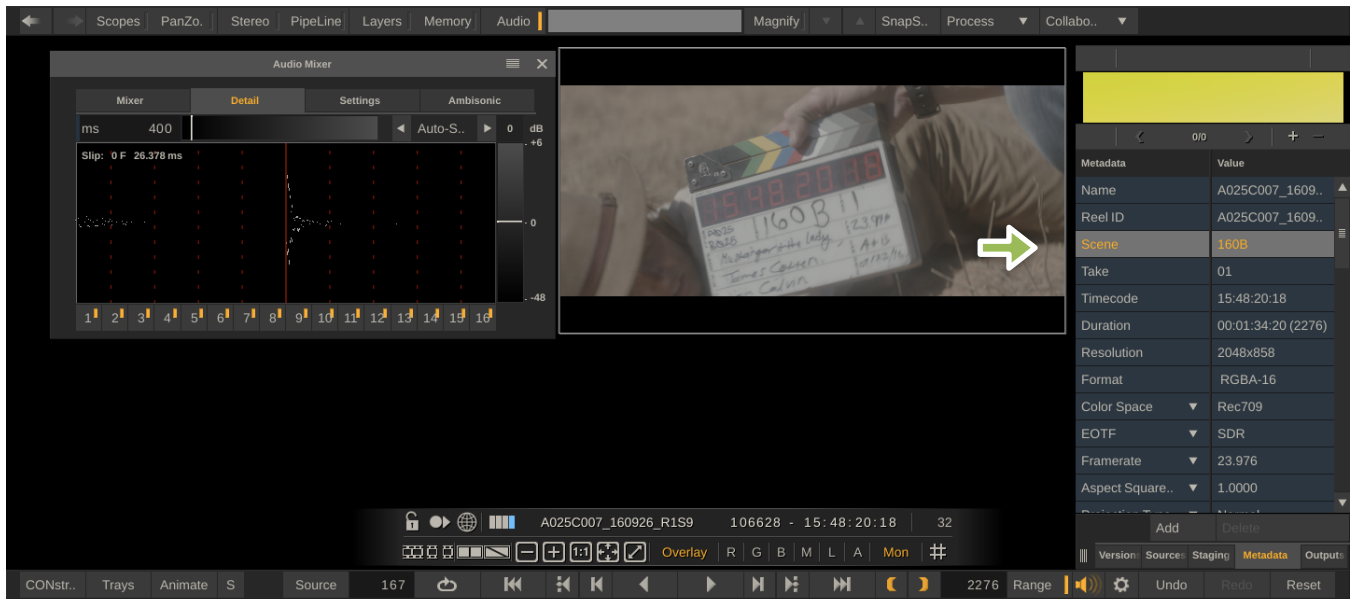 Scopes PanZo. Stereo PipeLine Layers Memory Audio Magnify SnapS.. Process Collabo..
Audio Mixer
Mixer Detail Settings Ambisonic
ms 400 Auto-S.. 0 dB
+6
Slip: 0 F 26.378 ms
0
-48
1 2 3 4 5 6 7 8 9 10 11 12 13 14 15 16
15 48 20 18
160B 1
James
Calvin
0/0 + −
Metadata Value
Name A025C007_1609..
Reel ID A025C007_1609..
Scene 160B
Take 01
Timecode 15:48:20:18
Duration 00:01:34:20 (2276)
Resolution 2048x858
Format RGBA-16
Color Space Rec709
EOTF SDR
Framerate 23.976
Aspect Square.. 1.0000
Add Delete
Version Sources Staging Metadata Outputs
A025C007_160926_R1S9 106628 - 15:48:20:18 32
1:1 Overlay R G B M L A Mon
CONstr.. Trays Animate S Source 167 2276 Range Undo Redo Reset